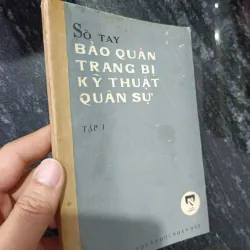 SỔ TAY
BẢO QUẢN
TRANG BỊ
KỸ THUẬT
QUÂN SỰ
TẬP I